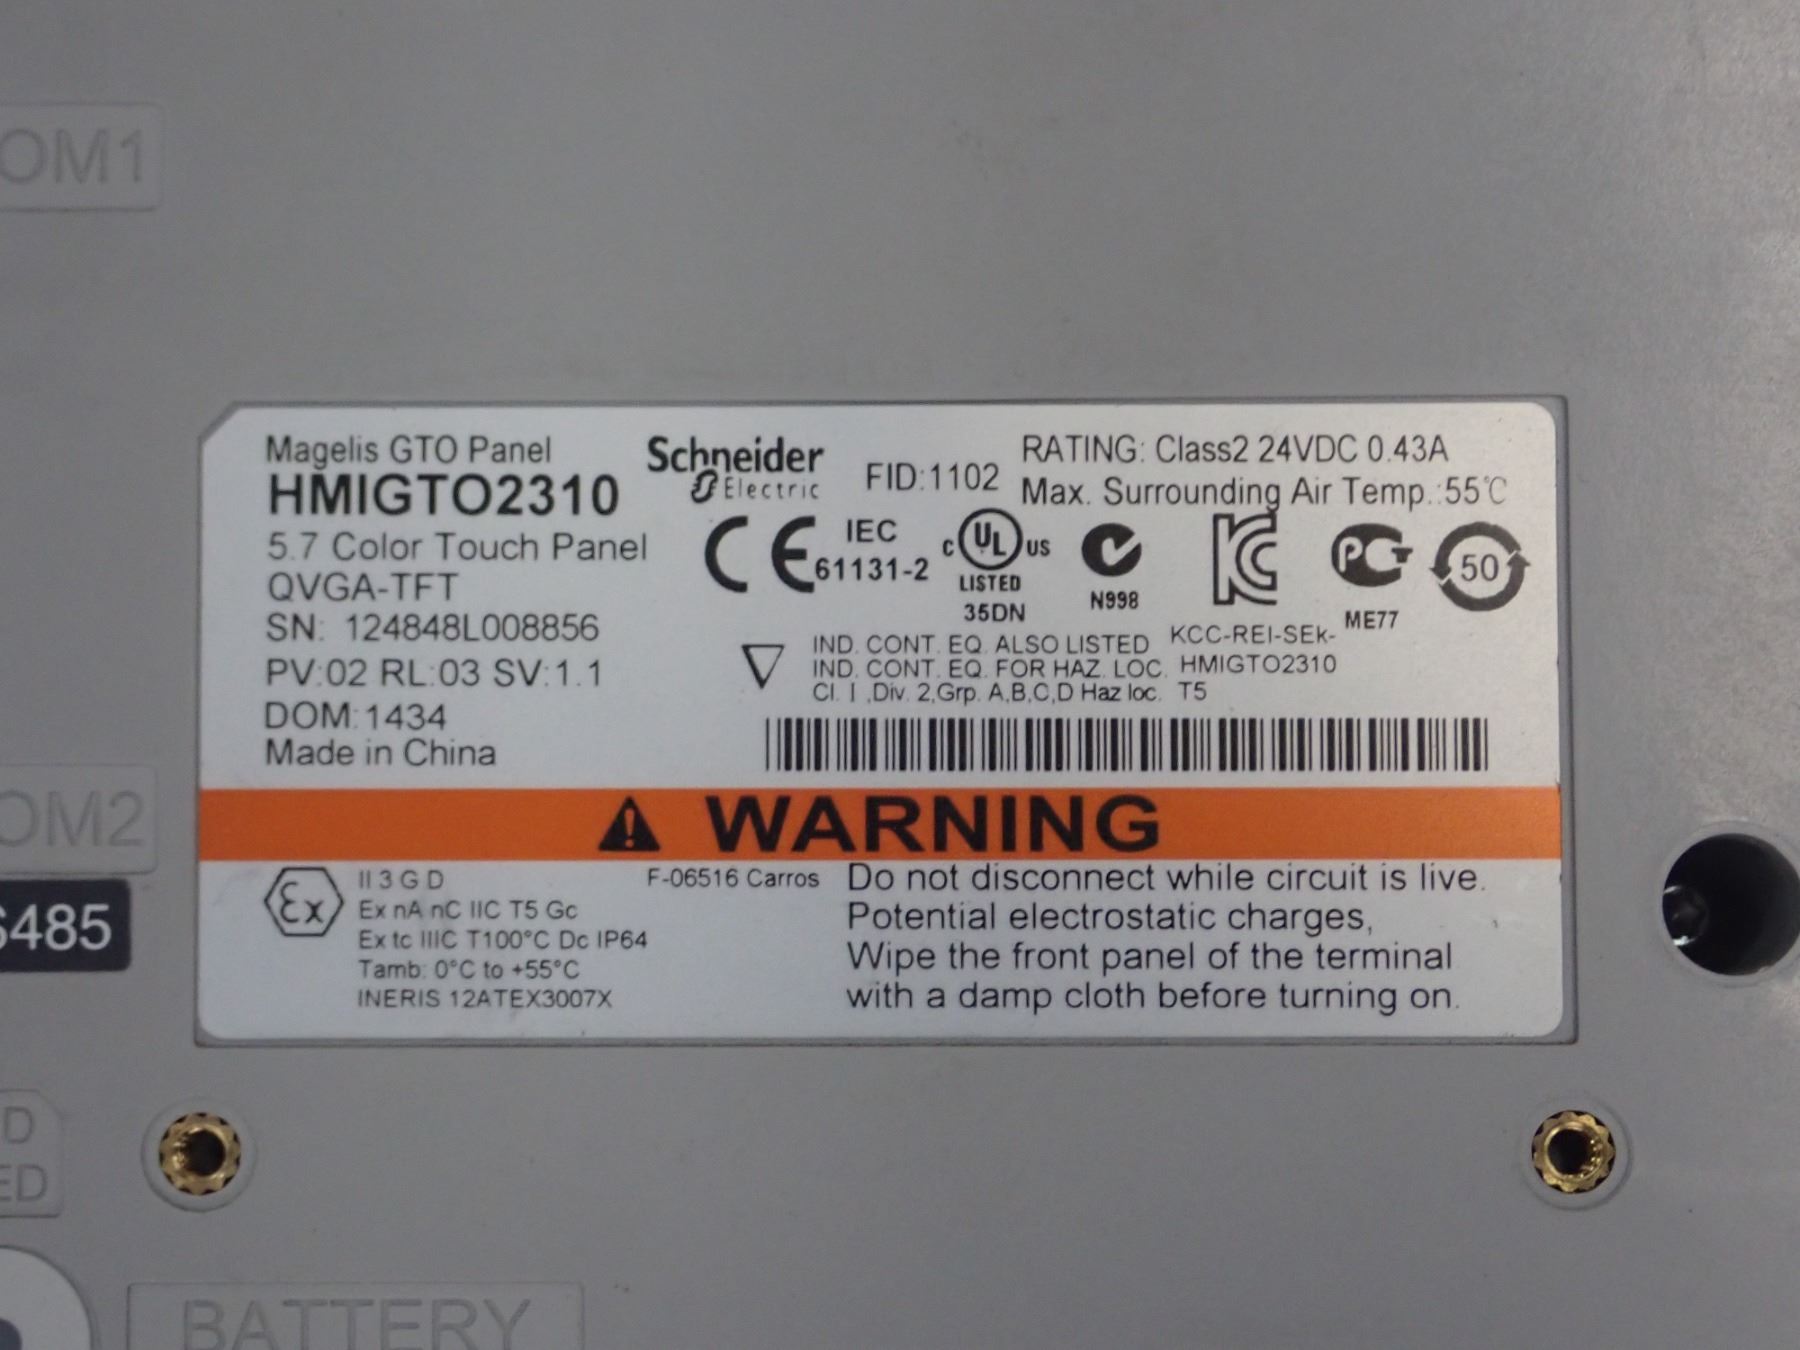 OM1
Magelis GTO Panel
HMIGTO2310
5.7 Color Touch Panel
QVGA-TFT
SN: 124848L008856
PV:02 RL:03 SV:1.1
DOM:1434
Made in China
Schneider
Electric
FID:1102
RATING: Class2 24VDC 0.43A
Max. Surrounding Air Temp.:55°C
CE
IEC
61131-2
c UL us
LISTED
35DN
N998
KC
PCT
ME77
50
IND. CONT. EQ. ALSO LISTED
IND. CONT. EQ. FOR HAZ. LOC.
Cl. I ,Div. 2,Grp. A,B,C,D Haz loc. T5
KCC-REI-SEk-
HMIGTO2310
WARNING
Ex
II 3 G D
Ex nA nC IIC T5 Gc
Ex tc IIIC T100°C Dc IP64
Tamb: 0°C to +55°C
INERIS 12ATEX3007X
F-06516 Carros
Do not disconnect while circuit is live.
Potential electrostatic charges,
Wipe the front panel of the terminal
with a damp cloth before turning on.
OM2
S485
D
ED
BATTERY